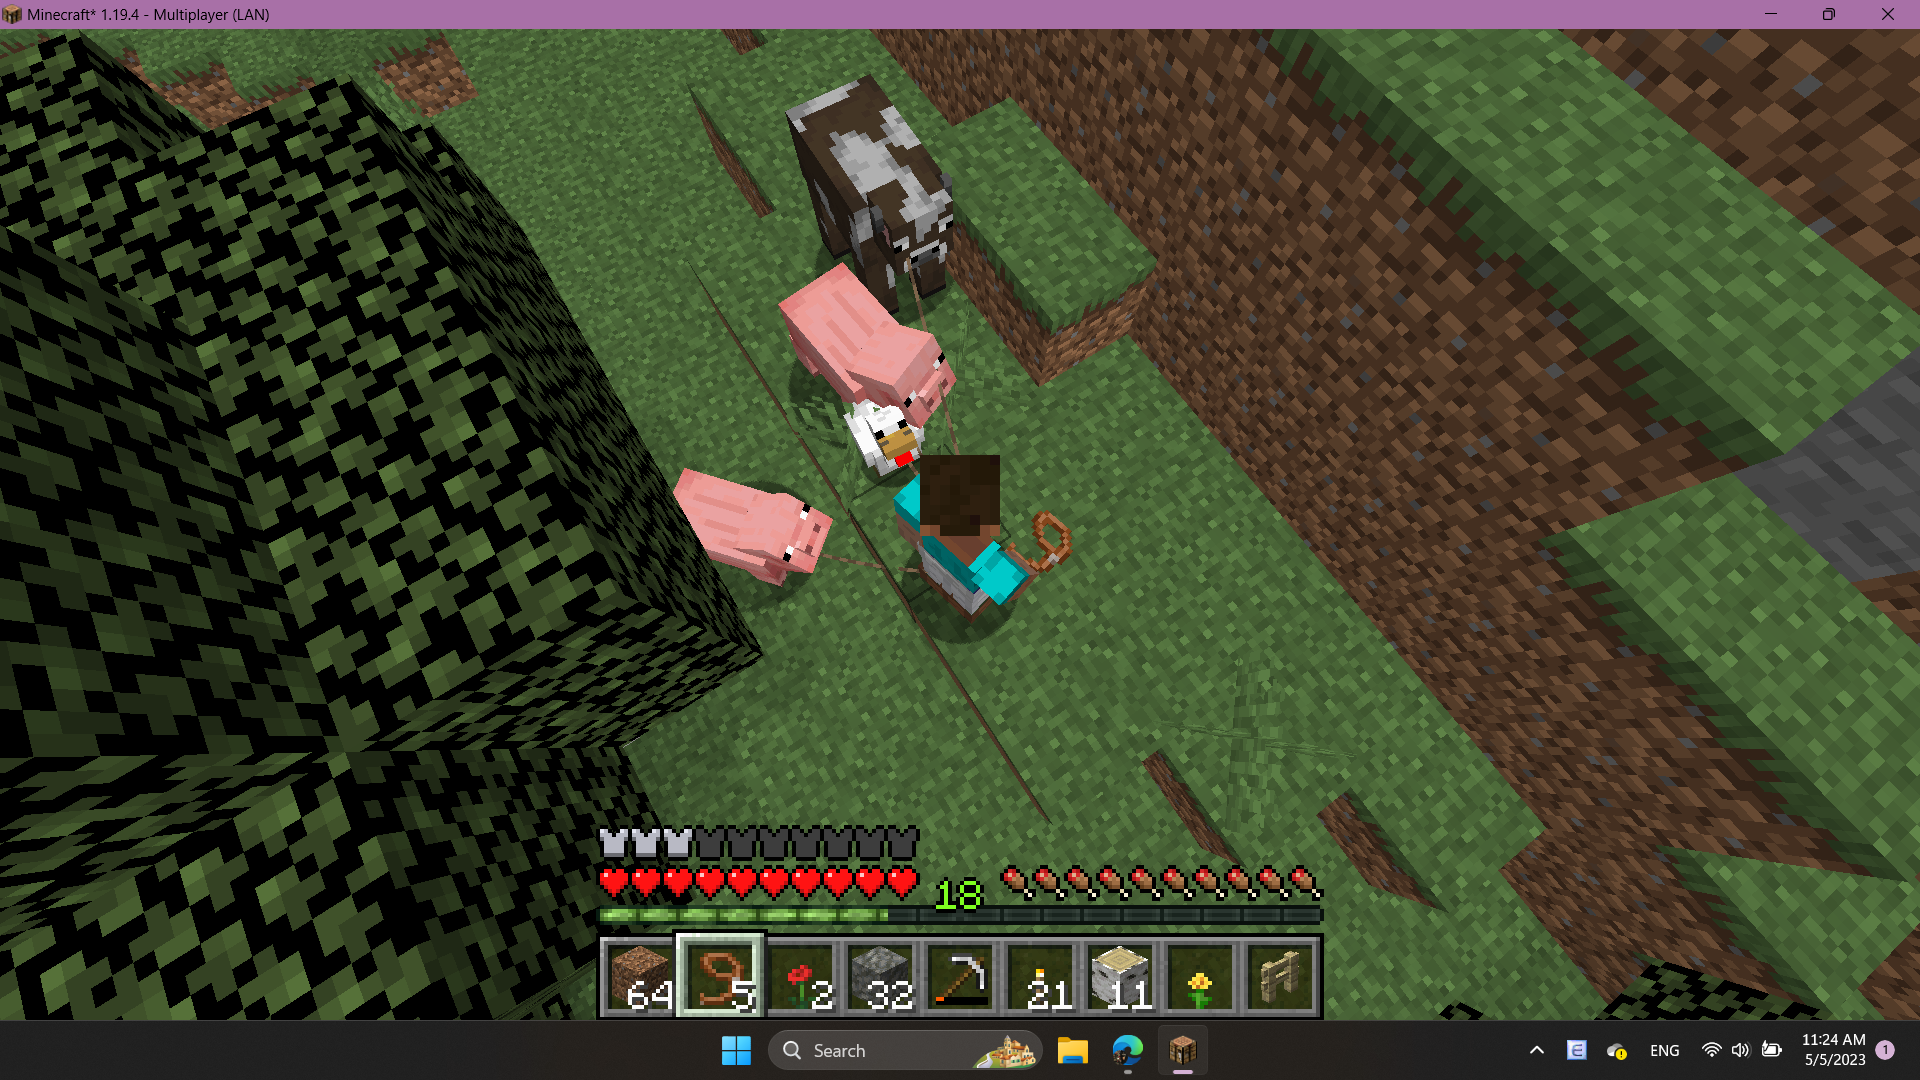 Minecraft* 1.19.4 - Multiplayer (LAN)
18
64 5 2 32 21 11
Search
ENG
11:24 AM
5/5/2023
1